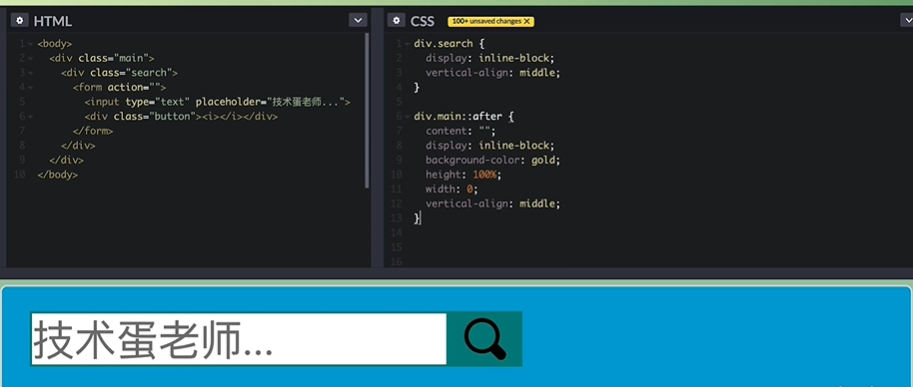 HTML
1 <body>
2 <div class="main">
3 <div class="search">
4 <form action="">
5 <input type="text" placeholder="技术蛋老师...">
6 <div class="button"><i></i></div>
7 </form>
8 </div>
9 </div>
10 </body>
CSS 100+ unsaved changes X
1 div.search {
2 display: inline-block;
3 vertical-align: middle;
4 }
5
6 div.main::after {
7 content: "";
8 display: inline-block;
9 background-color: gold;
10 height: 100%;
11 width: 0;
12 vertical-align: middle;
13 }
14
15
16
技术蛋老师...